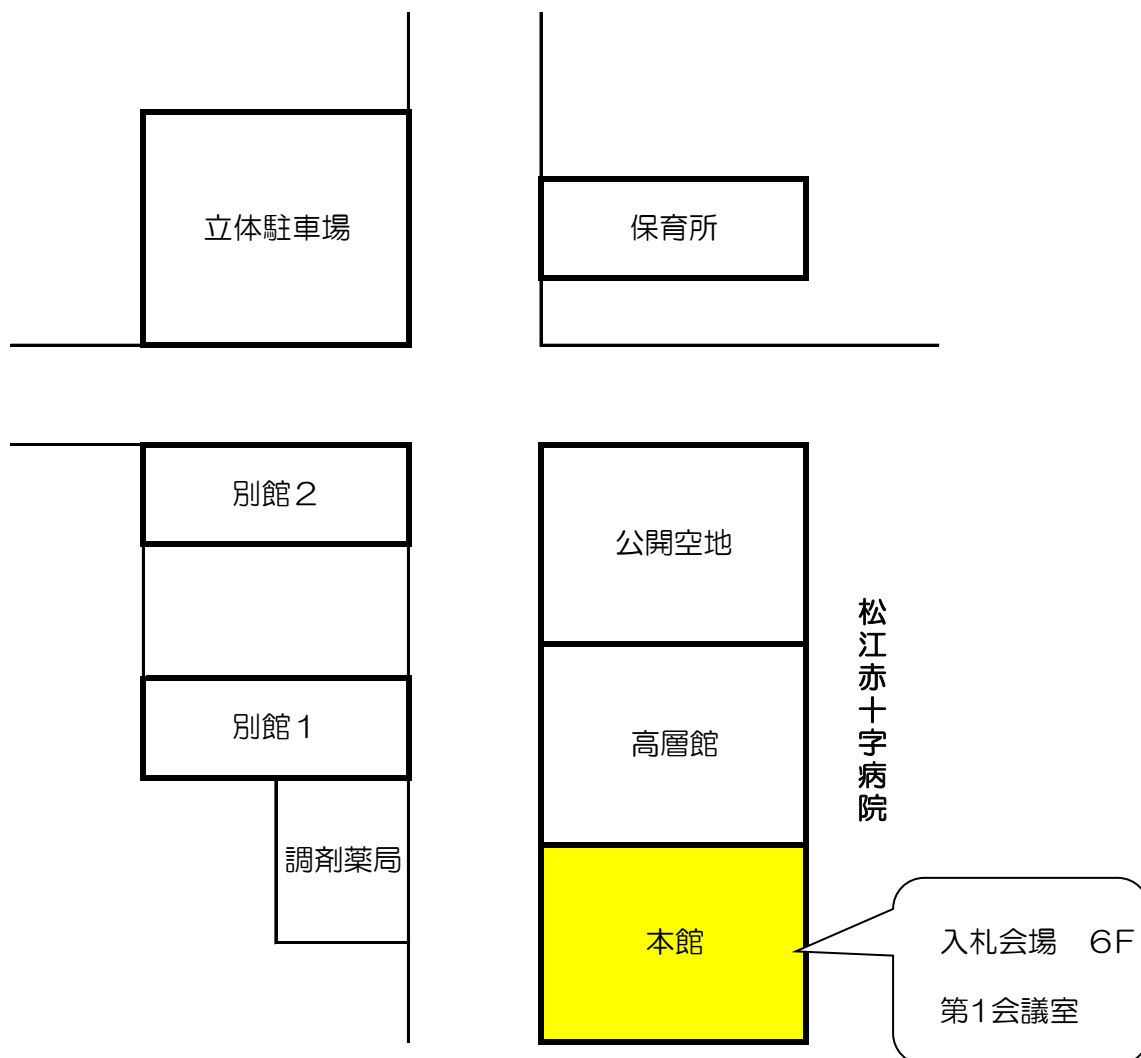 立体駐車場
保育所
別館２
公開空地
別館１
高層館
松江赤十字病院
調剤薬局
本館
入札会場　６F
第１会議室